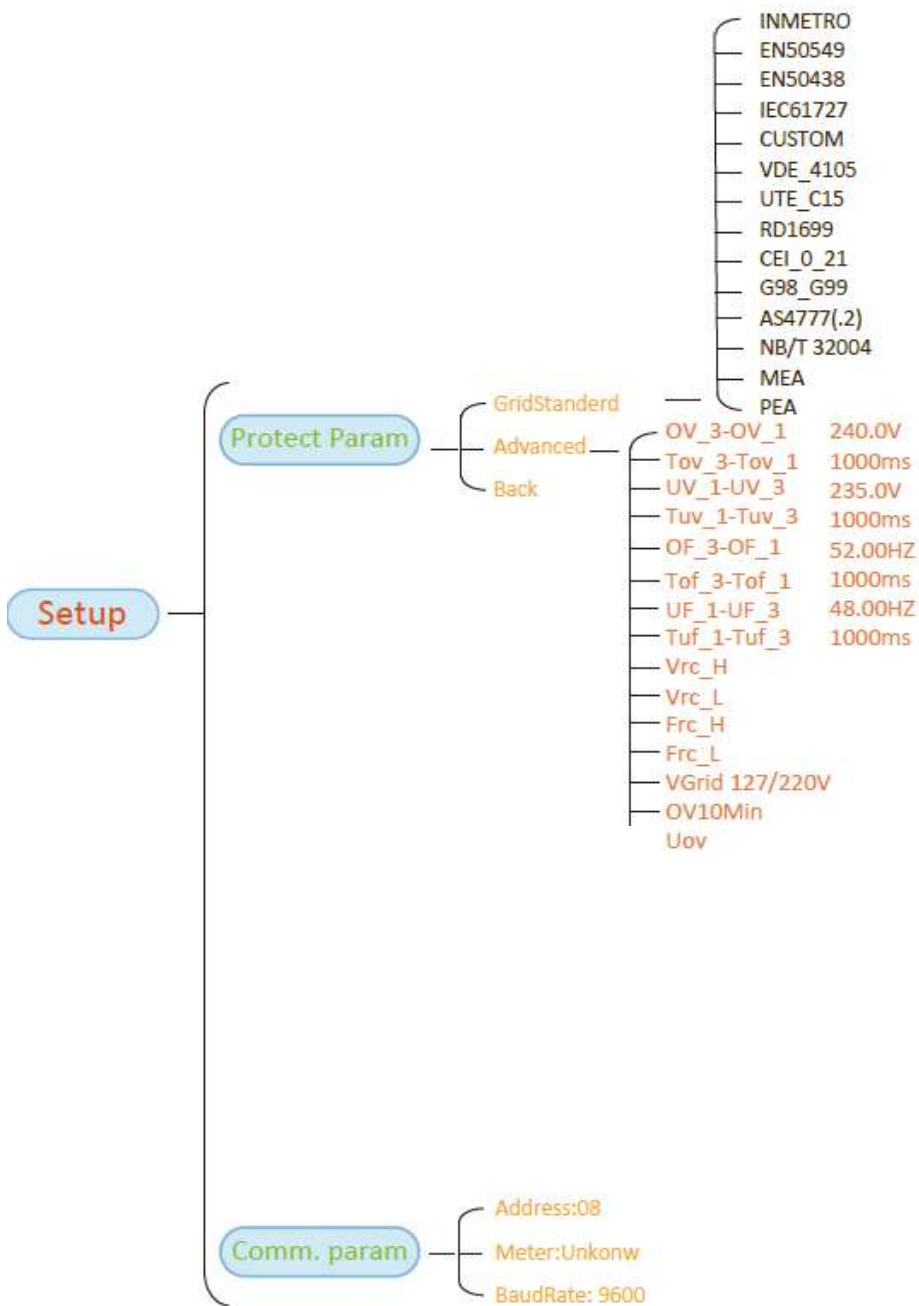 Setup
Protect Param
GridStanderd
INMETRO
EN50549
EN50438
IEC61727
CUSTOM
VDE_4105
UTE_C15
RD1699
CEI_0_21
G98_G99
AS4777(.2)
NB/T 32004
MEA
PEA
Advanced
OV_3-OV_1 240.0V
Tov_3-Tov_1 1000ms
UV_1-UV_3 235.0V
Tuv_1-Tuv_3 1000ms
OF_3-OF_1 52.00HZ
Tof_3-Tof_1 1000ms
UF_1-UF_3 48.00HZ
Tuf_1-Tuf_3 1000ms
Vrc_H
Vrc_L
Frc_H
Frc_L
VGrid 127/220V
OV10Min
Uov
Back
Comm. param
Address:08
Meter:Unkonw
BaudRate: 9600